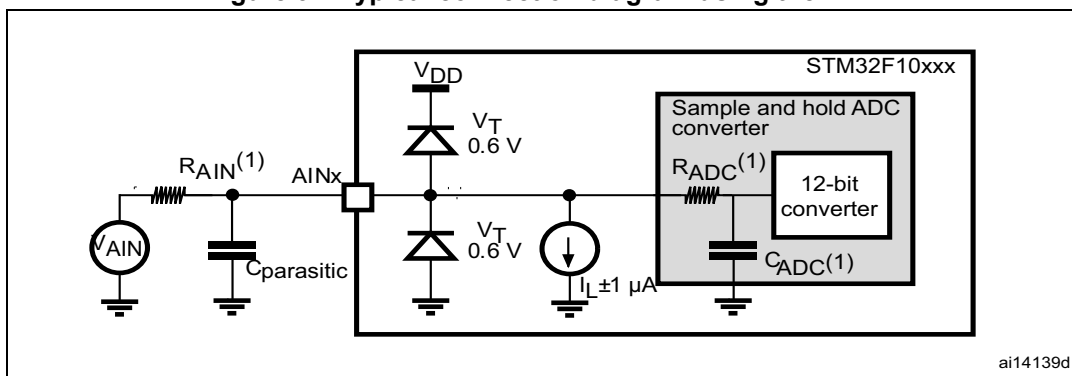 STM32F10xxx
VDD
Sample and hold ADC
converter
VT
0.6 V
RAIN(1)
AINx
RADC(1)
12-bit
converter
VAIN
Cparasitic
VT
0.6 V
IL±1 µA
CADC(1)
ai14139d